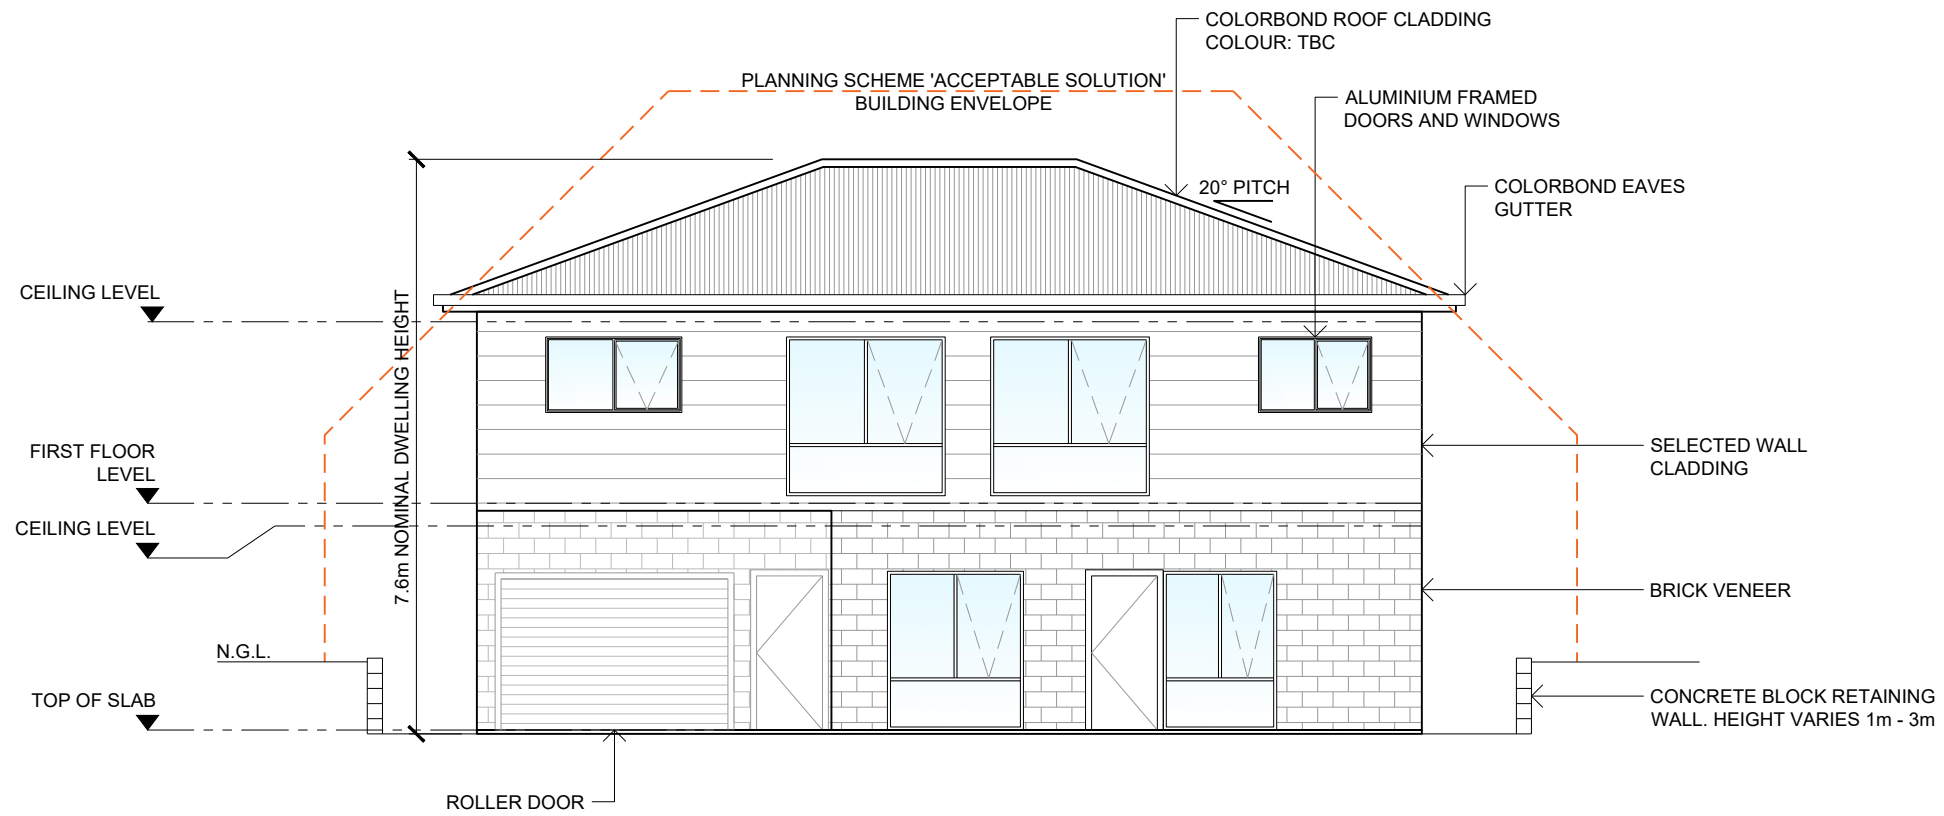 COLORBOND ROOF CLADDING
COLOUR: TBC
PLANNING SCHEME 'ACCEPTABLE SOLUTION'
BUILDING ENVELOPE
ALUMINIUM FRAMED
DOORS AND WINDOWS
20° PITCH
COLORBOND EAVES
GUTTER
CEILING LEVEL
7.6m NOMINAL DWELLING HEIGHT
FIRST FLOOR
LEVEL
SELECTED WALL
CLADDING
CEILING LEVEL
BRICK VENEER
N.G.L.
TOP OF SLAB
CONCRETE BLOCK RETAINING
WALL. HEIGHT VARIES 1m - 3m
ROLLER DOOR